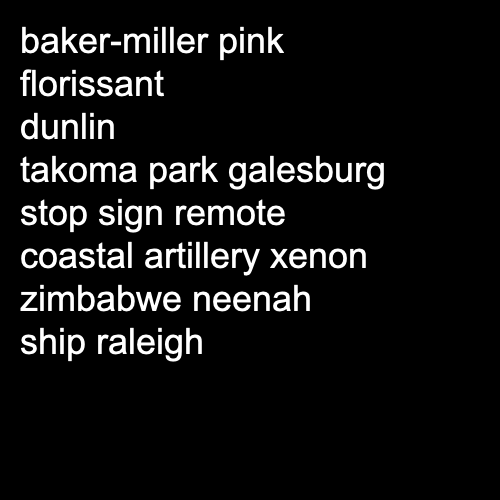 baker-miller pink
florissant
dunlin
takoma park galesburg
stop sign remote
coastal artillery xenon
zimbabwe neenah
ship raleigh